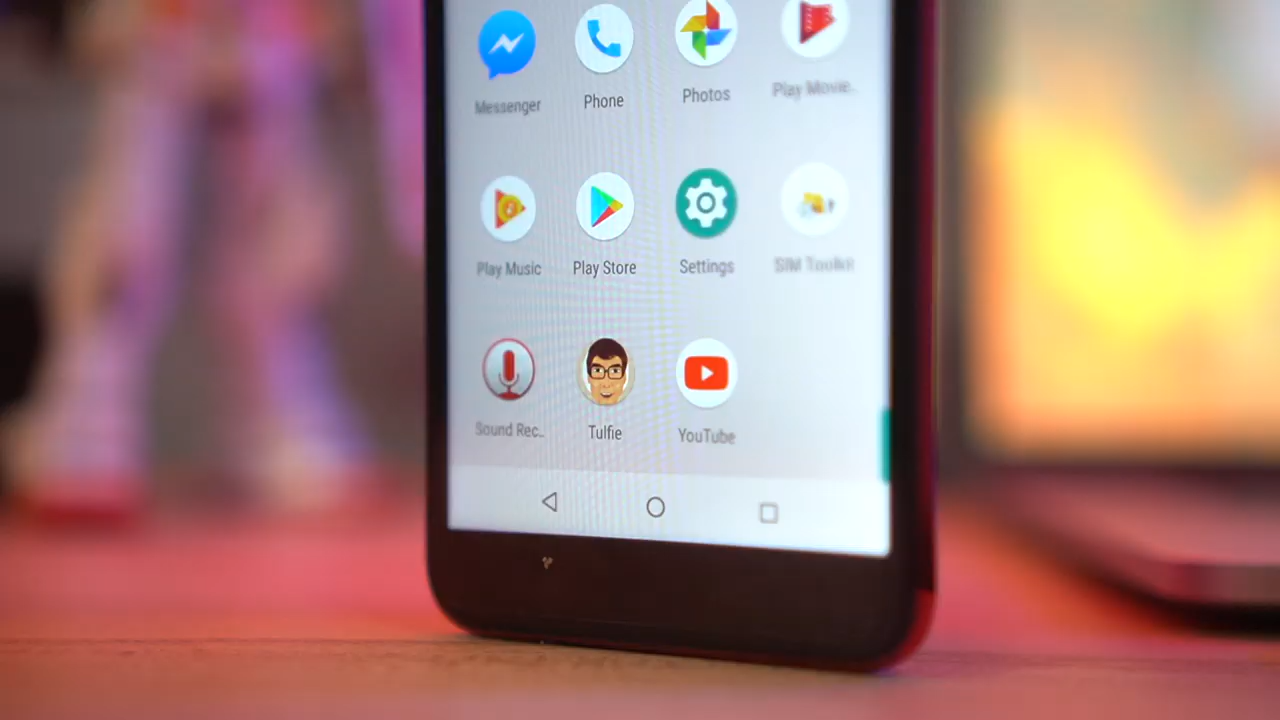 Messenger Phone Photos Play Movie..
Play Music Play Store Settings SIM Toolkit
Sound Rec.. Tulfie YouTube